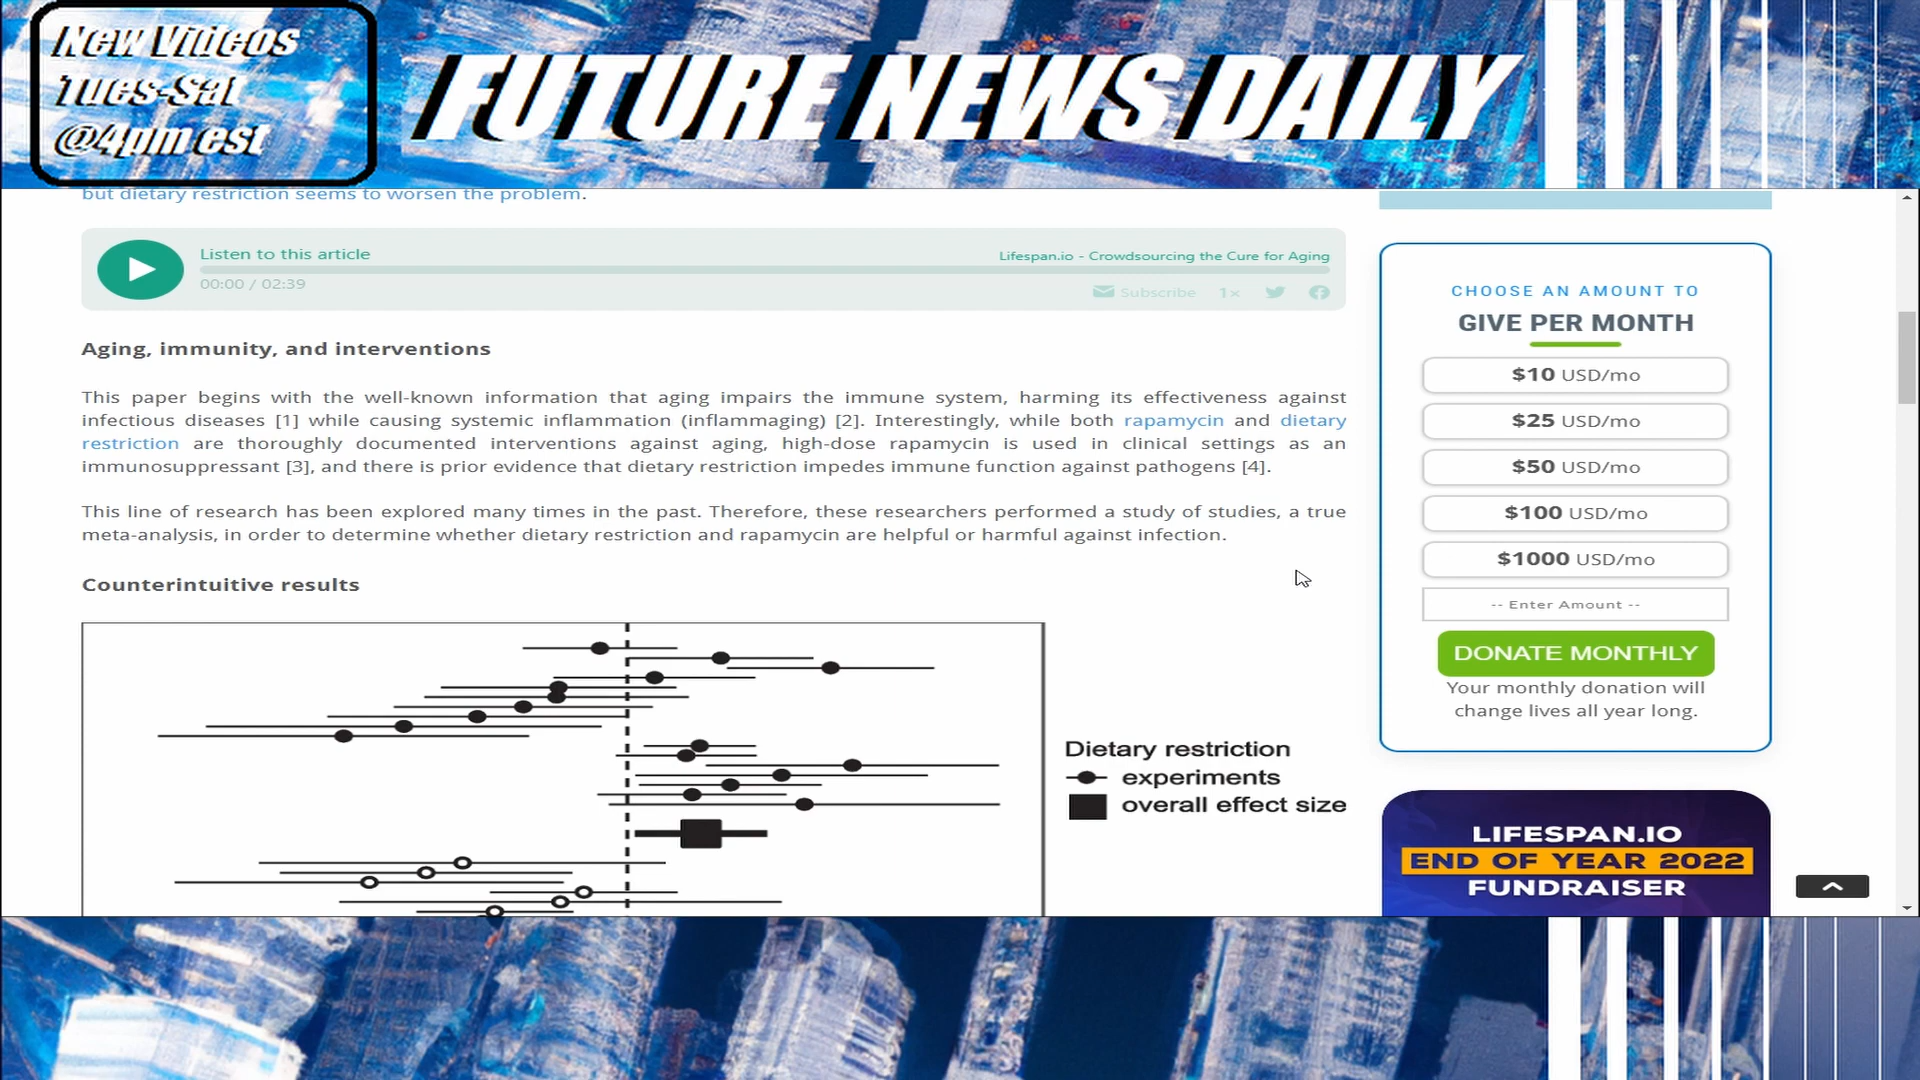 New Videos
Tues-Sat
@4pm est
FUTURE NEWS DAILY
but dietary restriction seems to worsen the problem.
Listen to this article
Lifespan.io - Crowdsourcing the Cure for Aging
00:00 / 02:39
Subscribe 1×
Aging, immunity, and interventions
This paper begins with the well-known information that aging impairs the immune system, harming its effectiveness against
infectious diseases [1] while causing systemic inflammation (inflammaging) [2]. Interestingly, while both rapamycin and dietary
restriction are thoroughly documented interventions against aging, high-dose rapamycin is used in clinical settings as an
immunosuppressant [3], and there is prior evidence that dietary restriction impedes immune function against pathogens [4].
This line of research has been explored many times in the past. Therefore, these researchers performed a study of studies, a true
meta-analysis, in order to determine whether dietary restriction and rapamycin are helpful or harmful against infection.
Counterintuitive results
Dietary restriction
experiments
overall effect size
CHOOSE AN AMOUNT TO
GIVE PER MONTH
$10 USD/mo
$25 USD/mo
$50 USD/mo
$100 USD/mo
$1000 USD/mo
-- Enter Amount --
DONATE MONTHLY
Your monthly donation will
change lives all year long.
LIFESPAN.IO
END OF YEAR 2022
FUNDRAISER